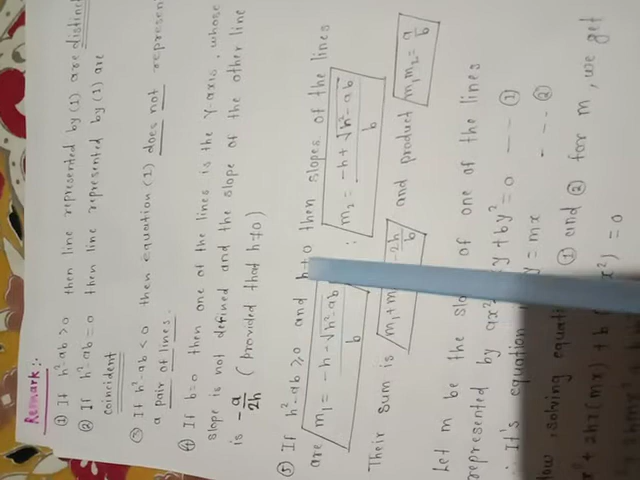 Remark:-
① If h²-ab>0 then line represented by (1) are distinct
② If h²-ab=0 then line represented by (1) are
coincident
③ If h²-ab<0 then equation (1) does not represent
a pair of lines.
④ If b=0 then one of the lines is the Y-axis, whose
slope is not defined and the slope of the other line
is -a/2h (provided that h≠0)
⑤ If h²-ab≥0 and then slopes of the lines
are m₁ = -h-√h²-ab / b ; m₂ = -h+√h²-ab / b
Their sum is m₁+m -2h/b and product m₁m₂ = a/b
Let m be the of one of the lines
represented by ax² y+by²=0 --- ①
It's equation y=mx --- ②
solving ① and ② for m, we get
2hx(mx)+b x²)=0